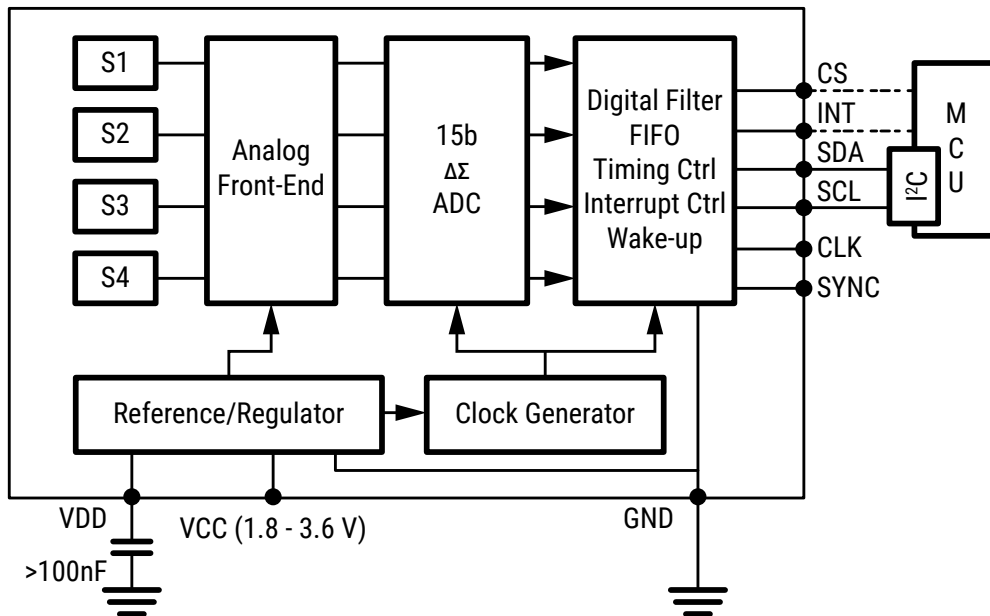 S1
S2
S3
S4
Analog
Front-End
15b
ΔΣ
ADC
Digital Filter
FIFO
Timing Ctrl
Interrupt Ctrl
Wake-up
CS
INT
SDA
SCL
CLK
SYNC
I²C
M
C
U
Reference/Regulator
Clock Generator
VDD
VCC (1.8 - 3.6 V)
GND
>100nF